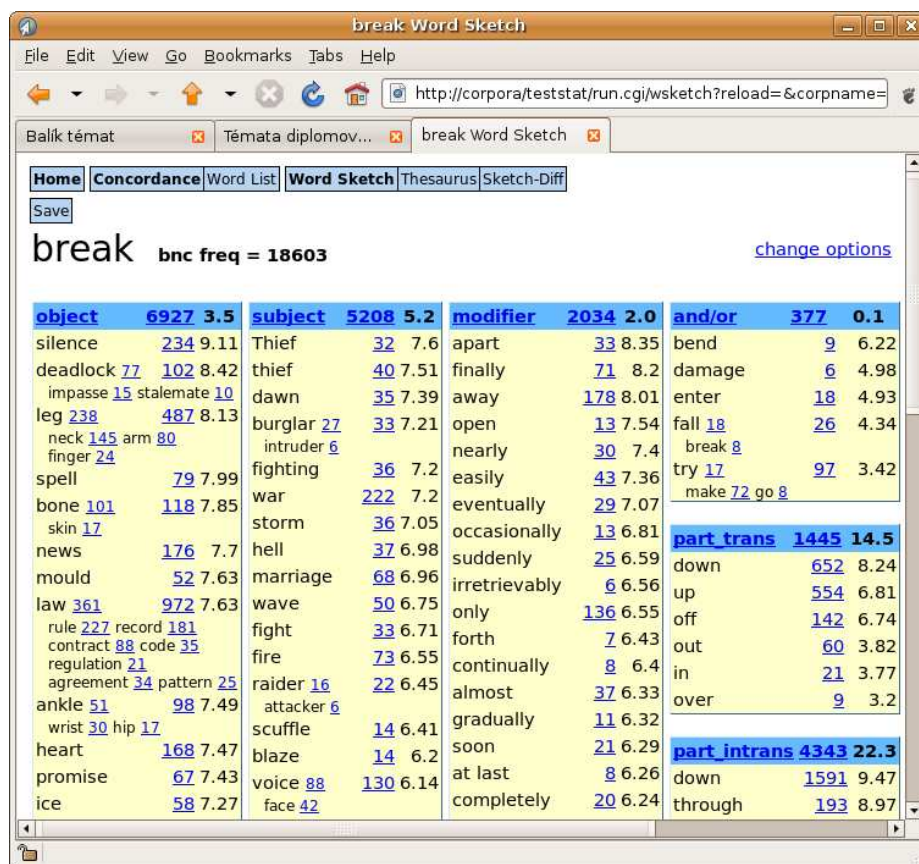 break Word Sketch
File Edit View Go Bookmarks Tabs Help
http://corpora/teststat/run.cgi/wsketch?reload=&corpname=
Balík témat
Témata diplomov...
break Word Sketch
Home Concordance Word List Word Sketch Thesaurus Sketch-Diff
Save
break bnc freq = 18603
change options
object 6927 3.5
silence 234 9.11
deadlock 77 102 8.42
impasse 15 stalemate 10
leg 238 487 8.13
neck 145 arm 80
finger 24
spell 79 7.99
bone 101 118 7.85
skin 17
news 176 7.7
mould 52 7.63
law 361 972 7.63
rule 227 record 181
contract 88 code 35
regulation 21
agreement 34 pattern 25
ankle 51 98 7.49
wrist 30 hip 17
heart 168 7.47
promise 67 7.43
ice 58 7.27
subject 5208 5.2
Thief 32 7.6
thief 40 7.51
dawn 35 7.39
burglar 27 33 7.21
intruder 6
fighting 36 7.2
war 222 7.2
storm 36 7.05
hell 37 6.98
marriage 68 6.96
wave 50 6.75
fight 33 6.71
fire 73 6.55
raider 16 22 6.45
attacker 6
scuffle 14 6.41
blaze 14 6.2
voice 88 130 6.14
face 42
modifier 2034 2.0
apart 33 8.35
finally 71 8.2
away 178 8.01
open 13 7.54
nearly 30 7.4
easily 43 7.36
eventually 29 7.07
occasionally 13 6.81
suddenly 25 6.59
irretrievably 6 6.56
only 136 6.55
forth 7 6.43
continually 8 6.4
almost 37 6.33
gradually 11 6.32
soon 21 6.29
at last 8 6.26
completely 20 6.24
and/or 377 0.1
bend 9 6.22
damage 6 4.98
enter 18 4.93
fall 18 26 4.34
break 8
try 17 97 3.42
make 72 go 8
part_trans 1445 14.5
down 652 8.24
up 554 6.81
off 142 6.74
out 60 3.82
in 21 3.77
over 9 3.2
part_intrans 4343 22.3
down 1591 9.47
through 193 8.97